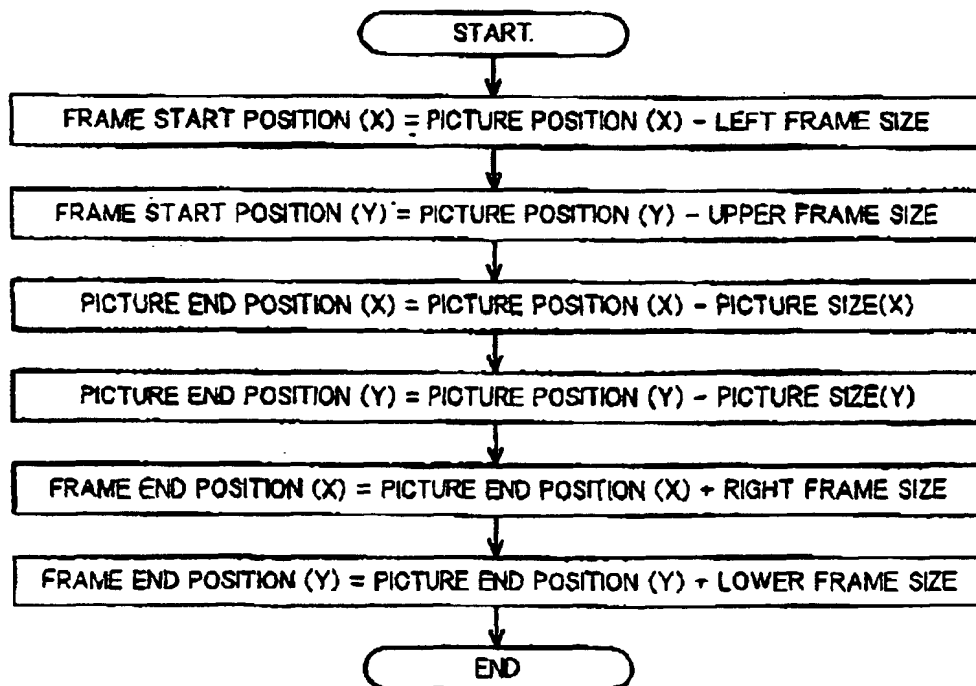 START.
FRAME START POSITION (X) = PICTURE POSITION (X) - LEFT FRAME SIZE
FRAME START POSITION (Y) = PICTURE POSITION (Y) - UPPER FRAME SIZE
PICTURE END POSITION (X) = PICTURE POSITION (X) - PICTURE SIZE(X)
PICTURE END POSITION (Y) = PICTURE POSITION (Y) - PICTURE SIZE(Y)
FRAME END POSITION (X) = PICTURE END POSITION (X) + RIGHT FRAME SIZE
FRAME END POSITION (Y) = PICTURE END POSITION (Y) + LOWER FRAME SIZE
END